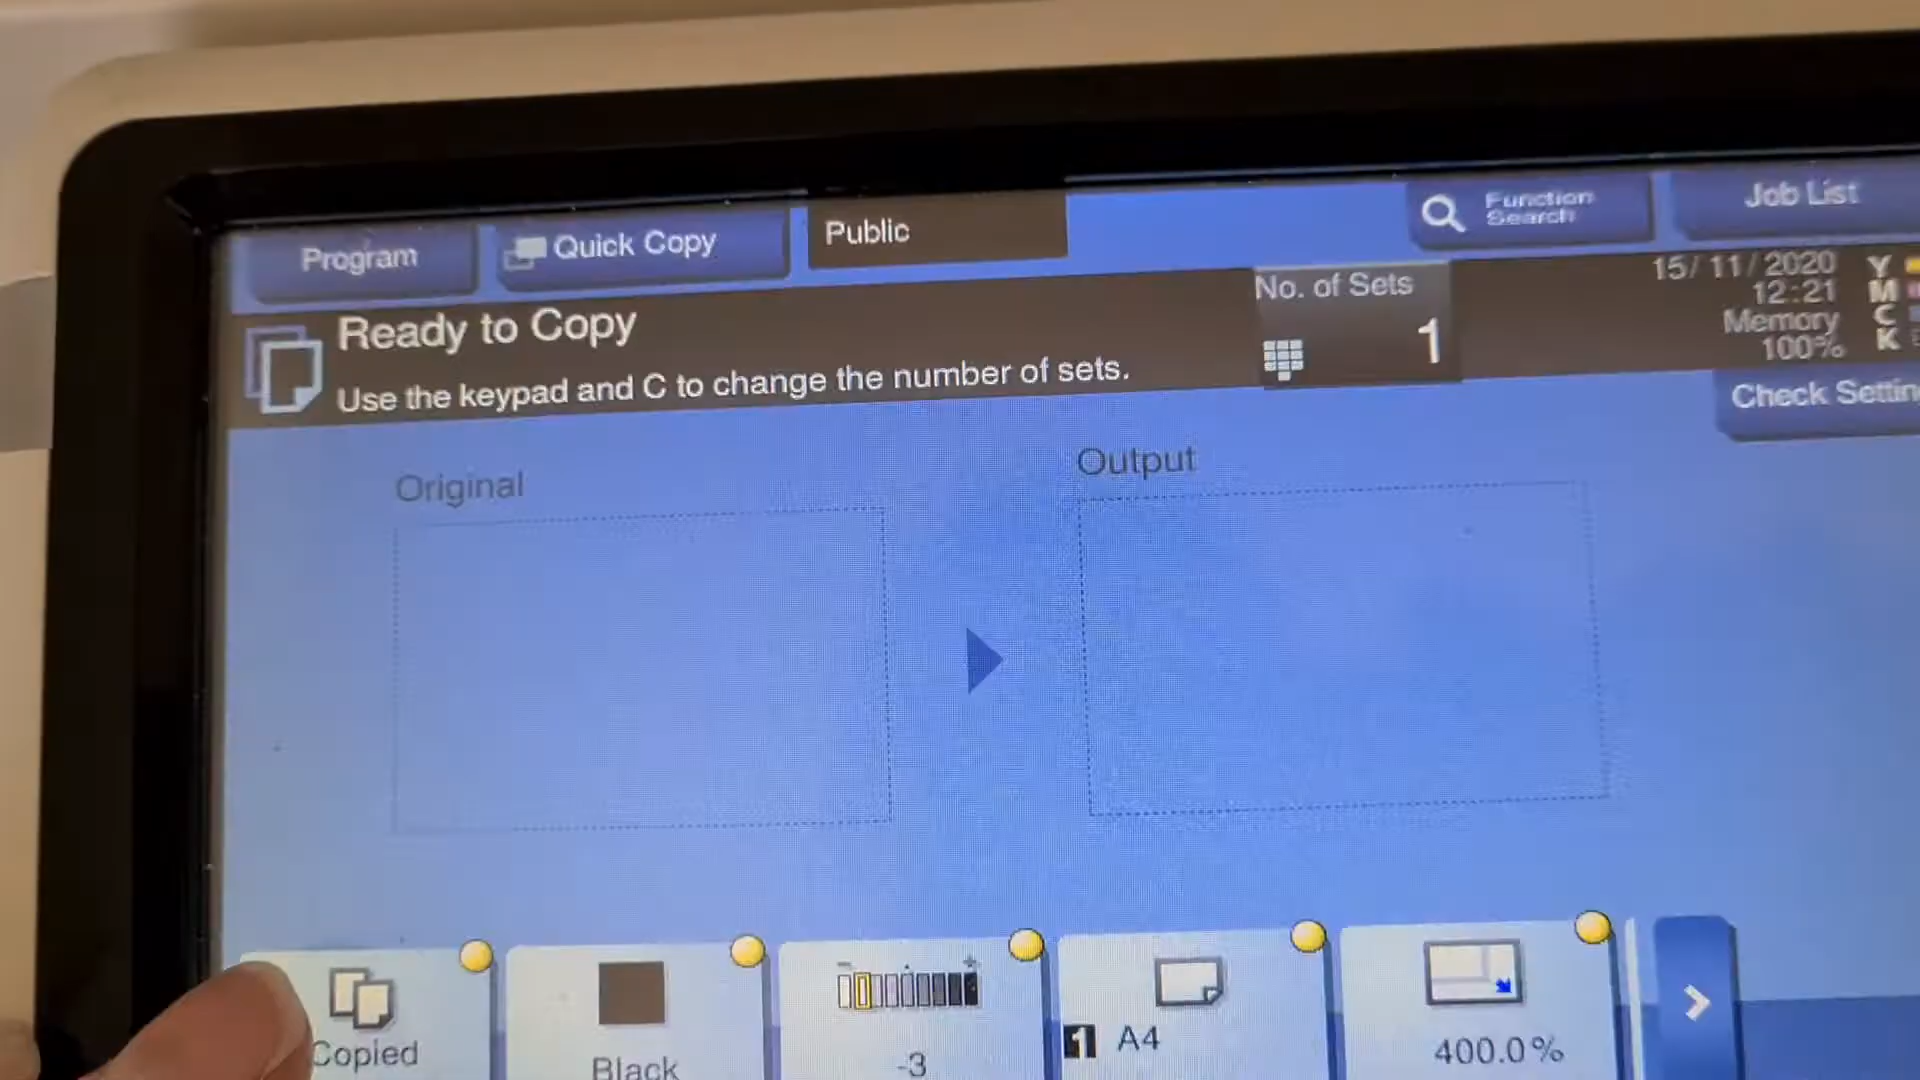 Program
Quick Copy
Public
Function
Search
Job List
Ready to Copy
Use the keypad and C to change the number of sets.
No. of Sets
1
15/11/2020
12:21
Memory
100%
Y
M
C
K
Check Settin
Original
Output
Copied
Black
-3
1 A4
400.0%